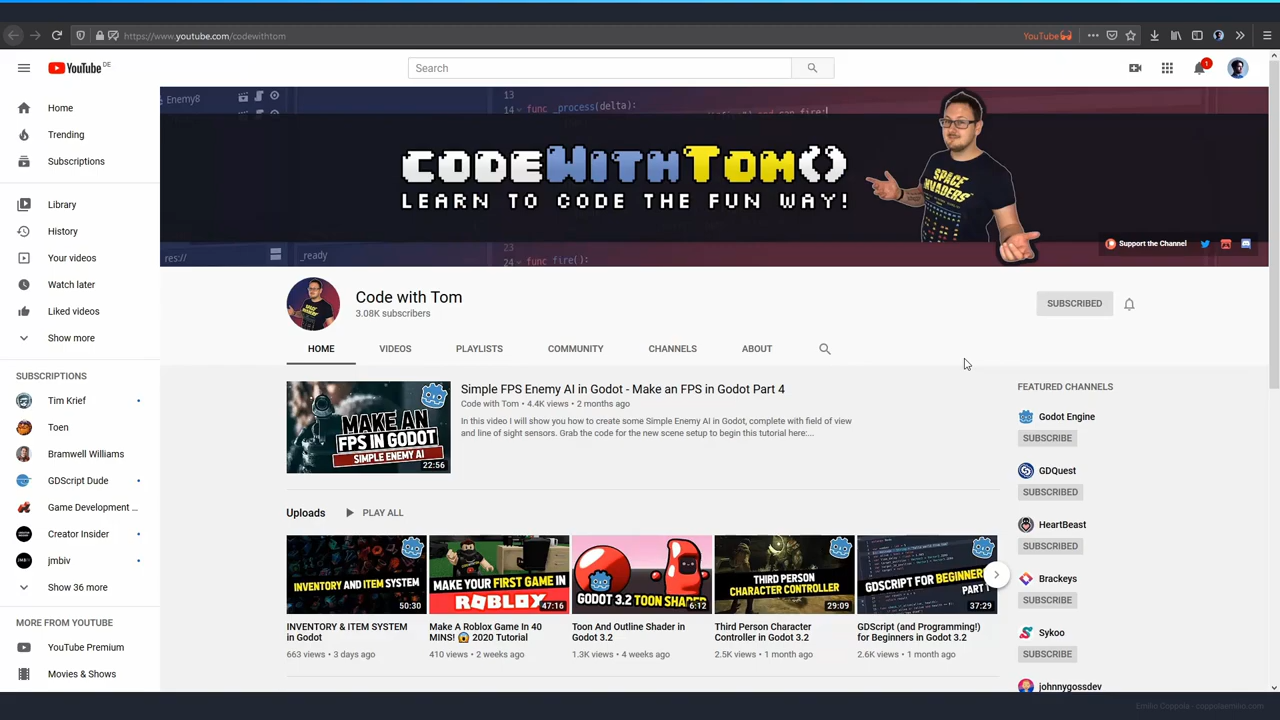 https://www.youtube.com/codewithtom
YouTube
YouTube DE
Search
1
Home
Trending
Subscriptions
Library
History
Your videos
Watch later
Liked videos
Show more
SUBSCRIPTIONS
Tim Krief
Toen
Bramwell Williams
GDScript Dude
Game Development ...
Creator Insider
jmbiv
Show 36 more
MORE FROM YOUTUBE
YouTube Premium
Movies & Shows
Enemy8
13
14 func _process(delta):
and can_fire:
CODEWITHTOM()
LEARN TO CODE THE FUN WAY!
SPACE INVADERS
res://
_ready
23
24 func fire():
Support the Channel
Code with Tom
3.08K subscribers
SUBSCRIBED
HOME VIDEOS PLAYLISTS COMMUNITY CHANNELS ABOUT
MAKE AN
FPS IN GODOT
SIMPLE ENEMY AI
22:56
Simple FPS Enemy AI in Godot - Make an FPS in Godot Part 4
Code with Tom • 4.4K views • 2 months ago
In this video I will show you how to create some Simple Enemy AI in Godot, complete with field of view
and line of sight sensors. Grab the code for the new scene setup to begin this tutorial here:...
Uploads PLAY ALL
INVENTORY AND ITEM SYSTEM
50:30
INVENTORY & ITEM SYSTEM
in Godot
663 views • 3 days ago
MAKE YOUR FIRST GAME IN
ROBLOX
47:16
Make A Roblox Game In 40
MINS! 😱 2020 Tutorial
410 views • 2 weeks ago
GODOT 3.2 TOON SHADER
6:12
Toon And Outline Shader in
Godot 3.2
1.3K views • 4 weeks ago
THIRD PERSON
CHARACTER CONTROLLER
29:09
Third Person Character
Controller in Godot 3.2
2.5K views • 1 month ago
GDSCRIPT FOR BEGINNERS
PART 1
37:29
GDScript (and Programming!)
for Beginners in Godot 3.2
2.6K views • 1 month ago
FEATURED CHANNELS
Godot Engine
SUBSCRIBE
GDQuest
SUBSCRIBED
HeartBeast
SUBSCRIBED
Brackeys
SUBSCRIBE
Sykoo
SUBSCRIBE
johnnygossdev
Emilio Coppola - coppolaemilio.com